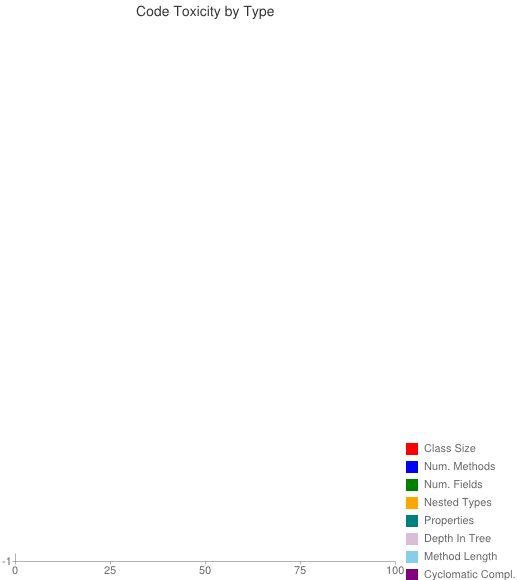 Code Toxicity by Type
Class Size
Num. Methods
Num. Fields
Nested Types
Properties
Depth In Tree
Method Length
Cyclomatic Compl.
-1
0 25 50 75 100